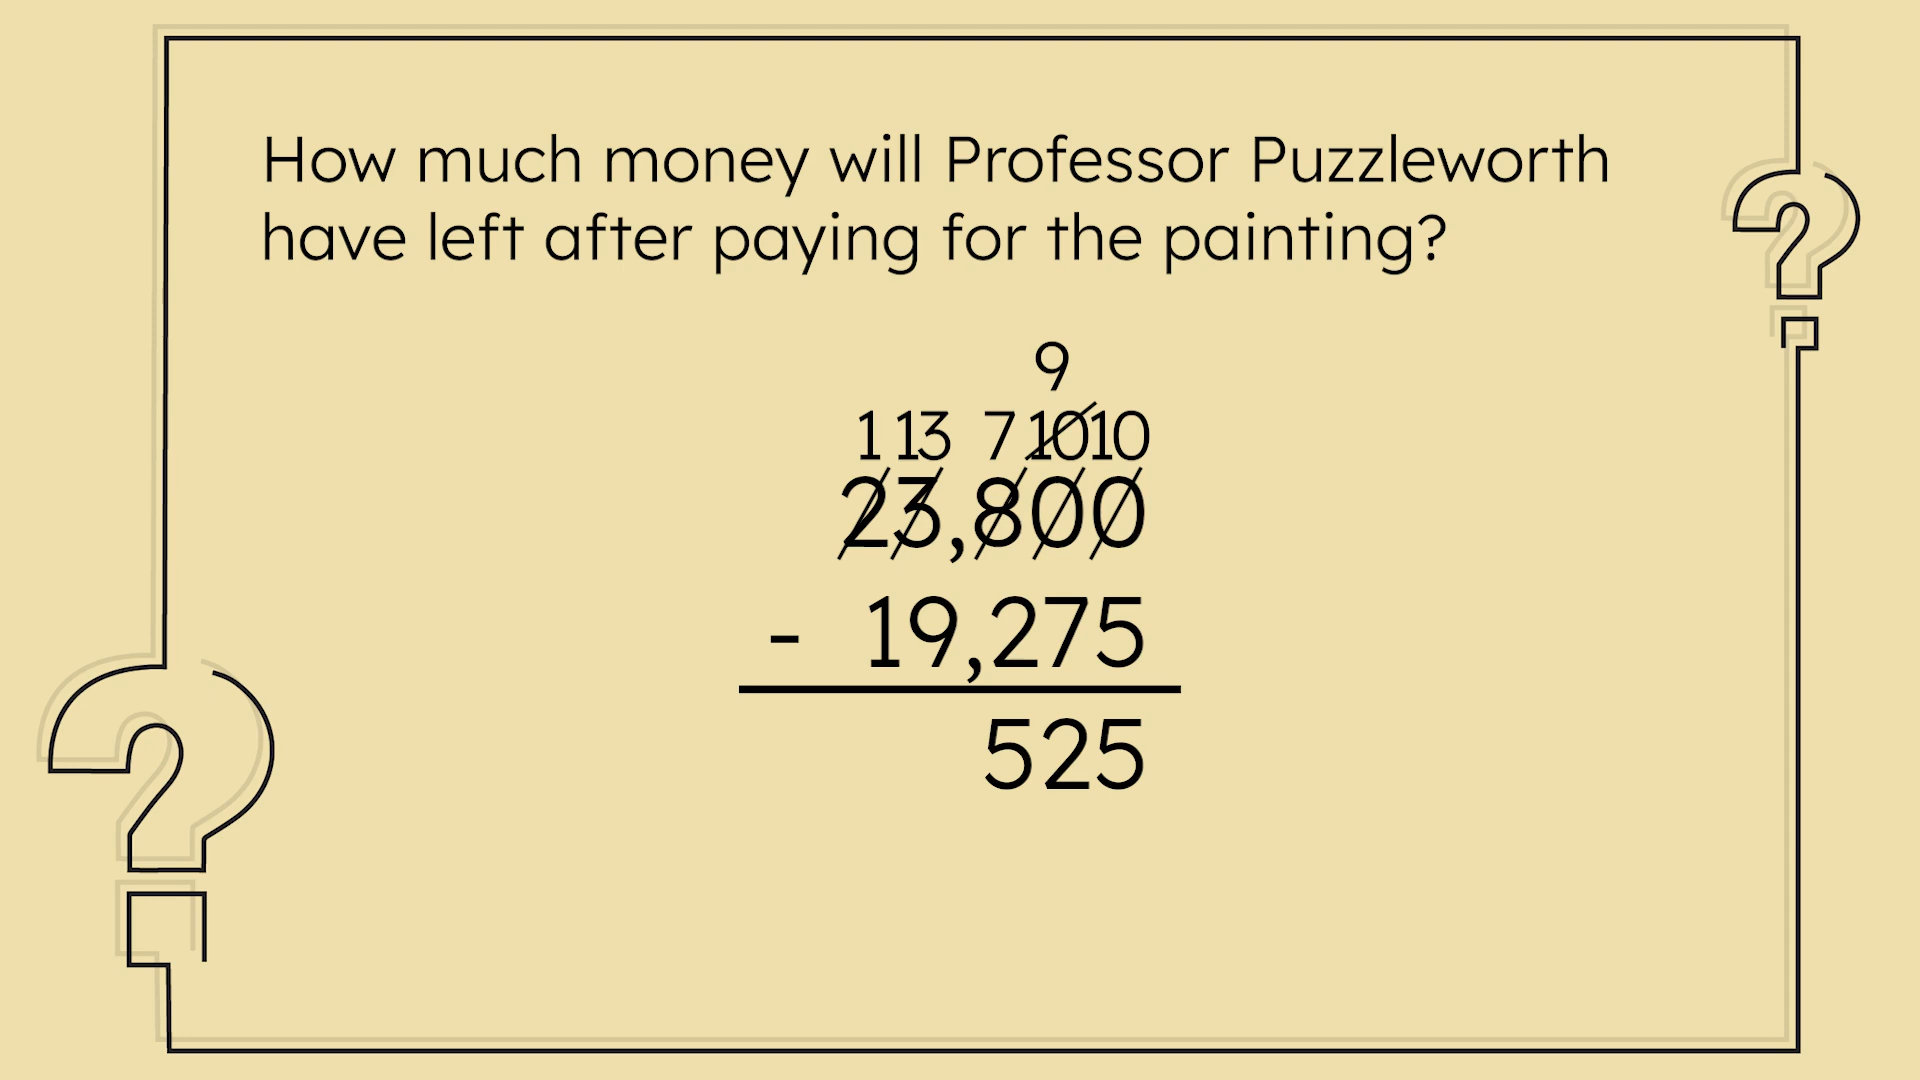 How much money will Professor Puzzleworth
have left after paying for the painting?
9
1 13 7 10 10
23,800
- 19,275
525